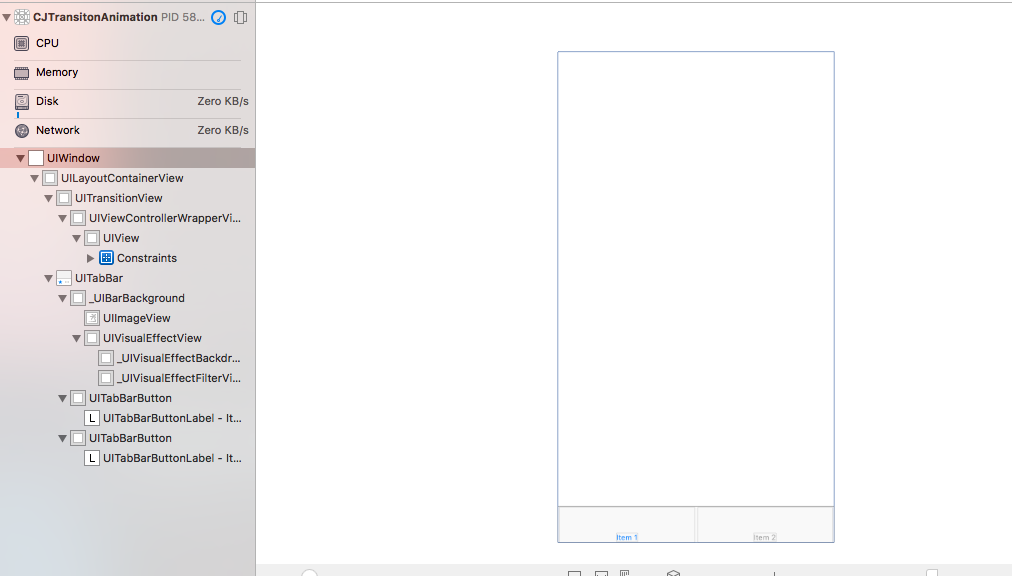 CJTransitonAnimation PID 58...
CPU
Memory
Disk Zero KB/s
Network Zero KB/s
UIWindow
UILayoutContainerView
UITransitionView
UIViewControllerWrapperVi...
UIView
Constraints
UITabBar
_UIBarBackground
UIImageView
UIVisualEffectView
_UIVisualEffectBackdr...
_UIVisualEffectFilterVi...
UITabBarButton
L UITabBarButtonLabel - It...
UITabBarButton
L UITabBarButtonLabel - It...
Item 1 Item 2